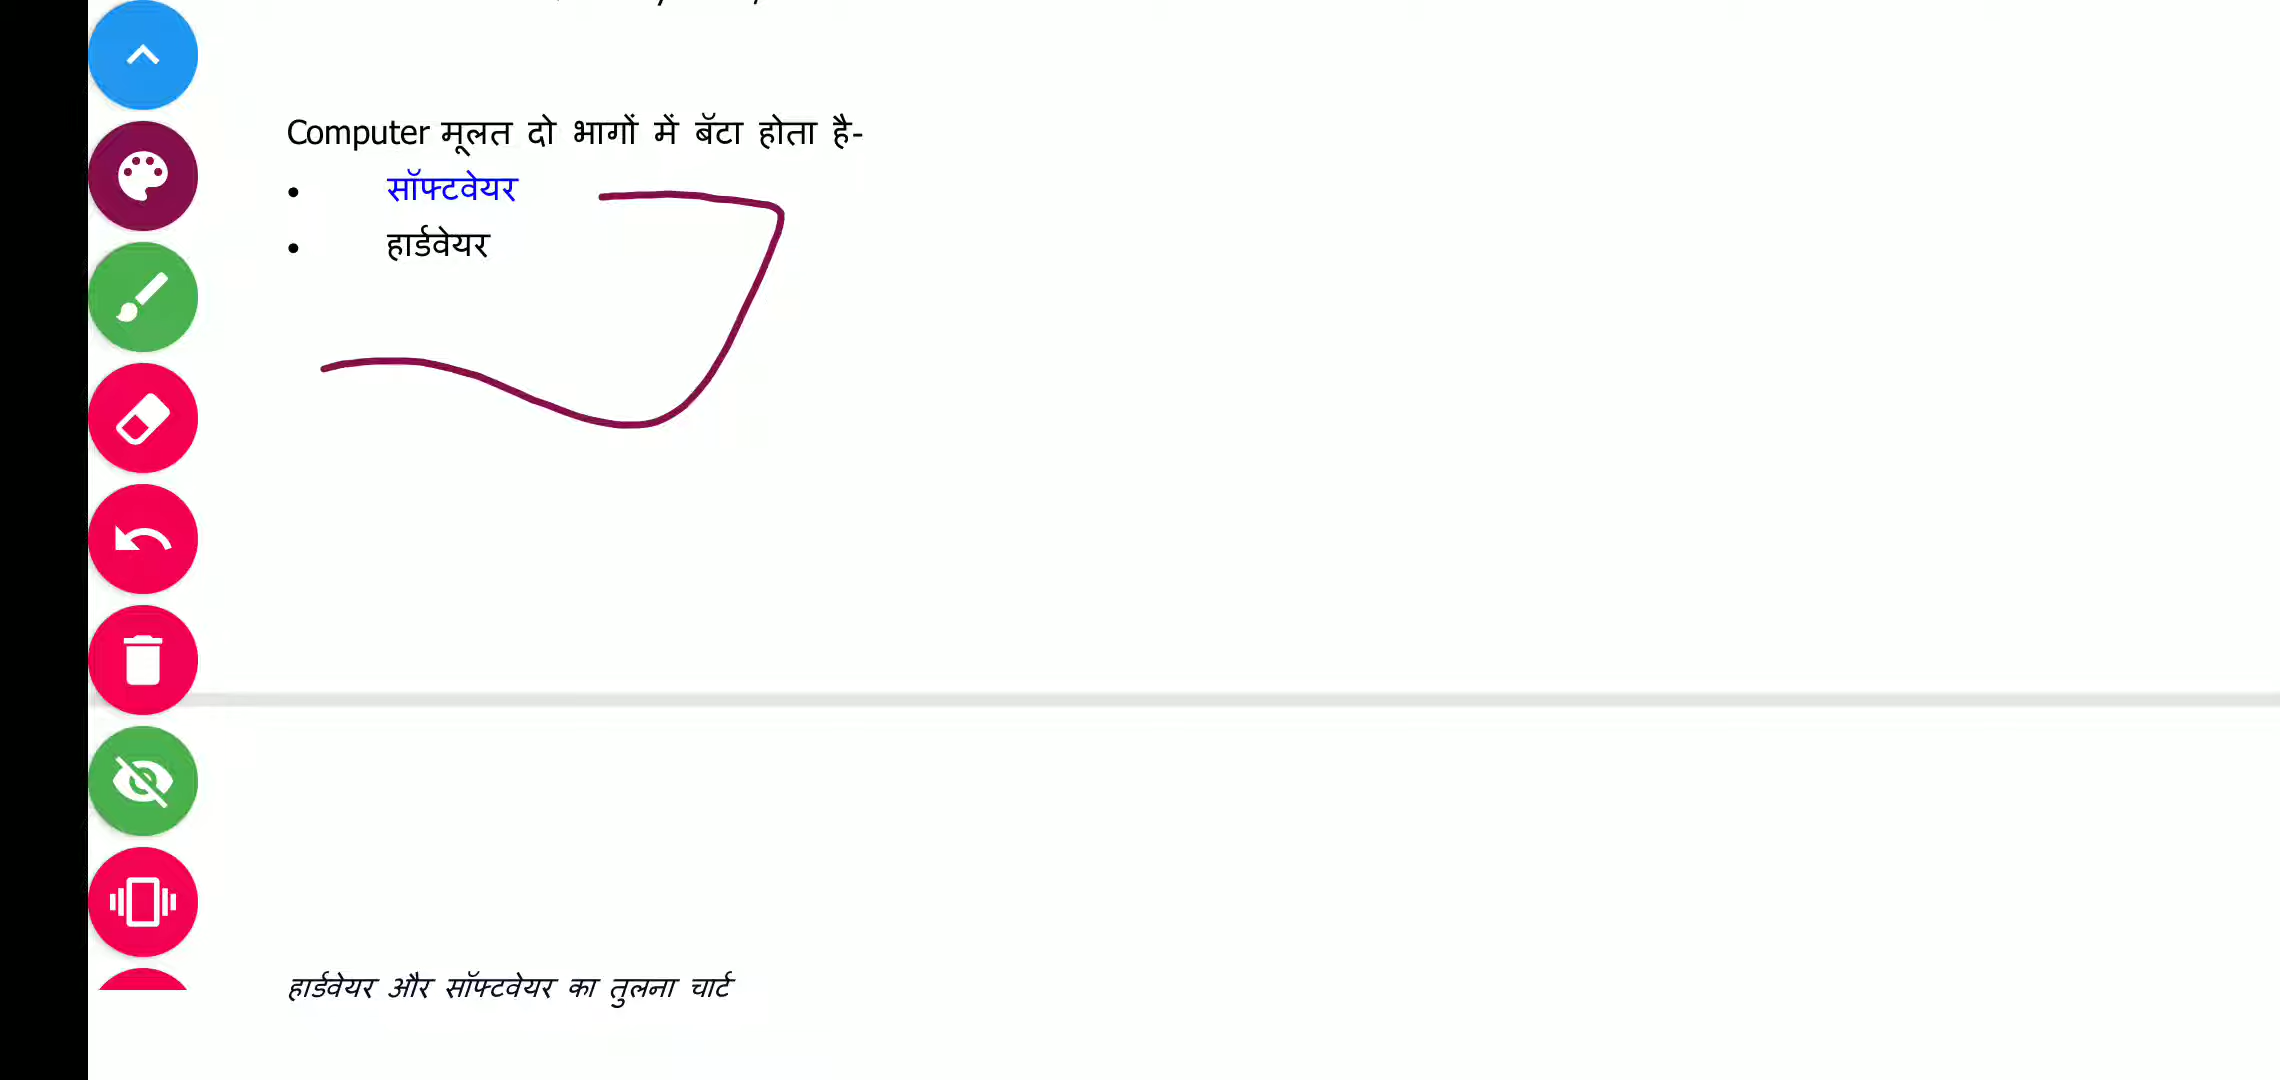 Computer मूलत दो भागों में बॅटा होता है-
• सॉफ्टवेयर
• हार्डवेयर
हार्डवेयर और सॉफ्टवेयर का तुलना चार्ट